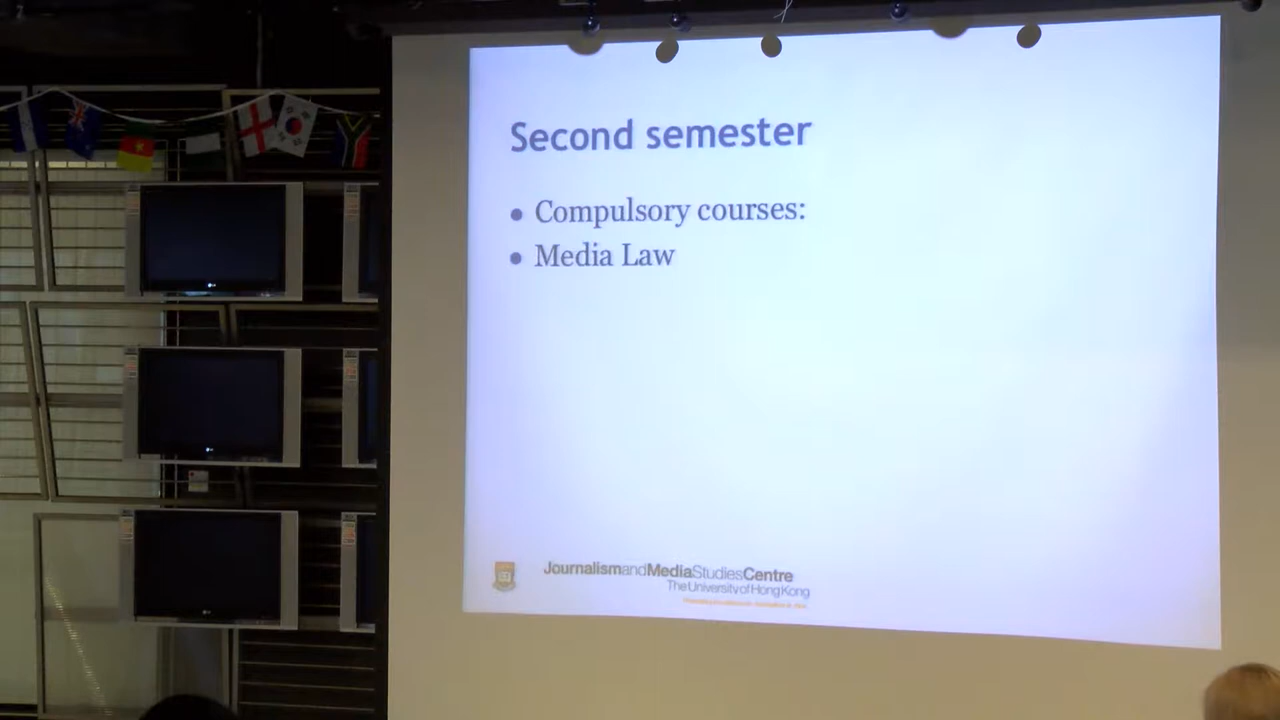 Second semester
• Compulsory courses:
• Media Law
JournalismandMediaStudiesCentre
The University of Hong Kong